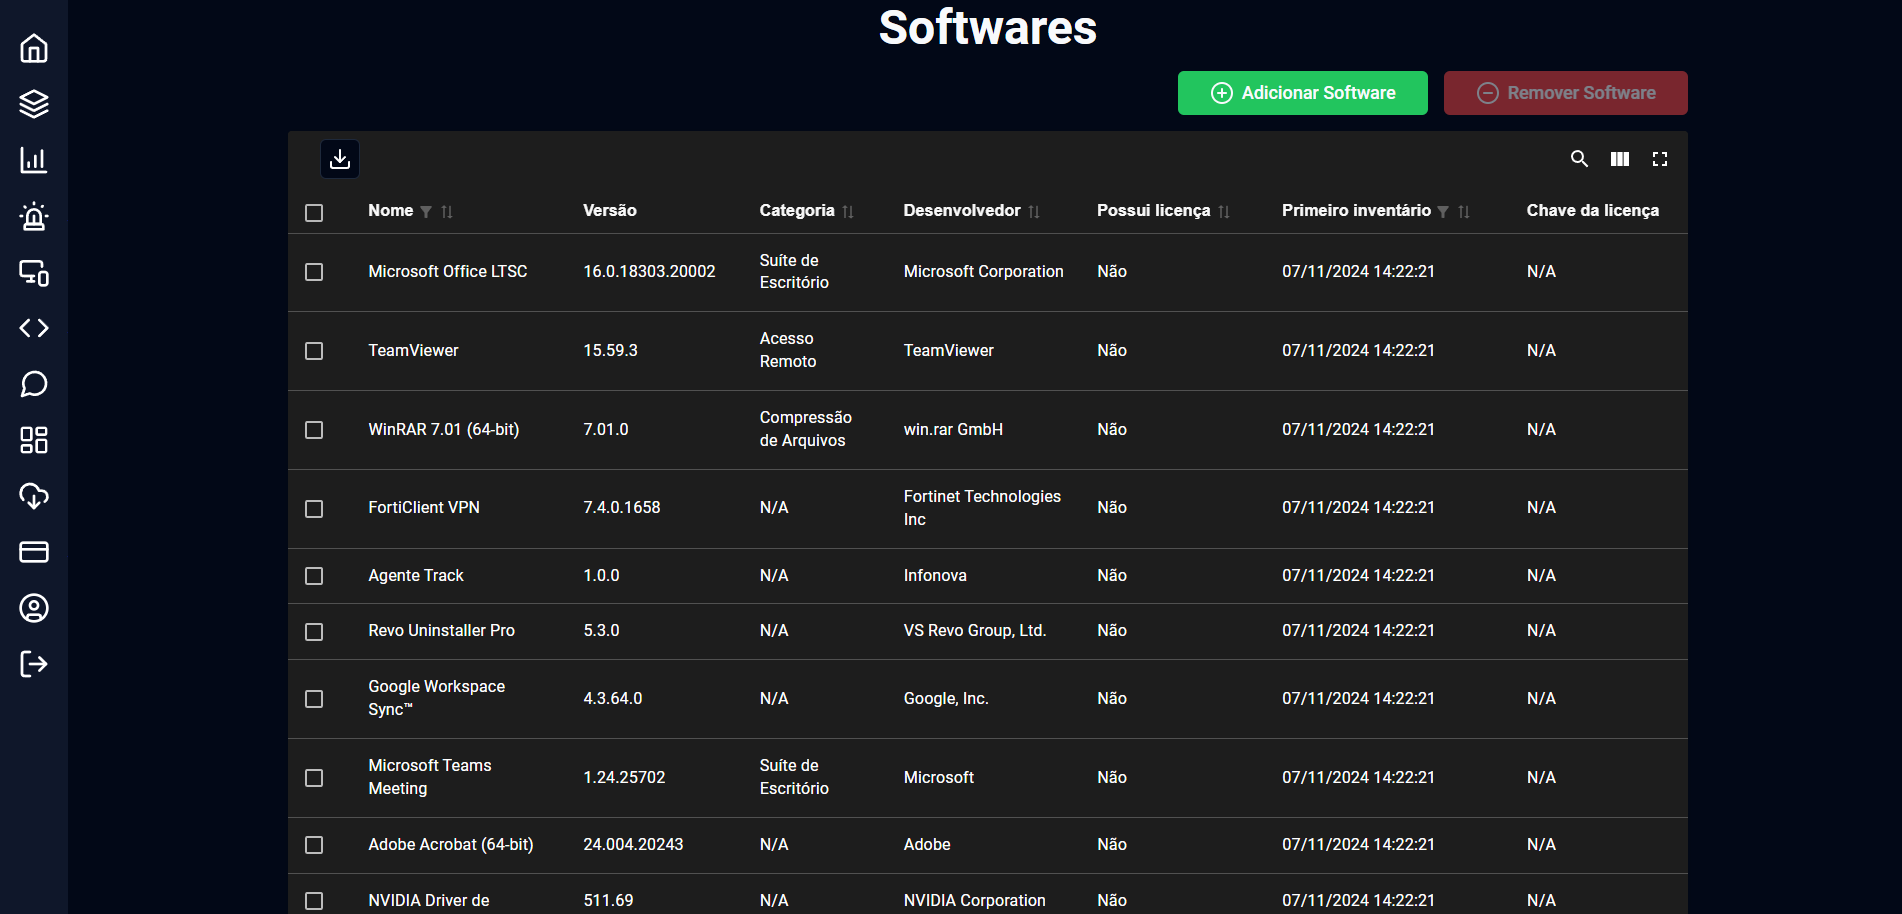 Softwares
Adicionar Software
Remover Software
Nome Versão Categoria Desenvolvedor Possui licença Primeiro inventário Chave da licença
Microsoft Office LTSC 16.0.18303.20002 Suíte de Escritório Microsoft Corporation Não 07/11/2024 14:22:21 N/A
TeamViewer 15.59.3 Acesso Remoto TeamViewer Não 07/11/2024 14:22:21 N/A
WinRAR 7.01 (64-bit) 7.01.0 Compressão de Arquivos win.rar GmbH Não 07/11/2024 14:22:21 N/A
FortiClient VPN 7.4.0.1658 N/A Fortinet Technologies Inc Não 07/11/2024 14:22:21 N/A
Agente Track 1.0.0 N/A Infonova Não 07/11/2024 14:22:21 N/A
Revo Uninstaller Pro 5.3.0 N/A VS Revo Group, Ltd. Não 07/11/2024 14:22:21 N/A
Google Workspace Sync™ 4.3.64.0 N/A Google, Inc. Não 07/11/2024 14:22:21 N/A
Microsoft Teams Meeting 1.24.25702 Suíte de Escritório Microsoft Não 07/11/2024 14:22:21 N/A
Adobe Acrobat (64-bit) 24.004.20243 N/A Adobe Não 07/11/2024 14:22:21 N/A
NVIDIA Driver de 511.69 N/A NVIDIA Corporation Não 07/11/2024 14:22:21 N/A